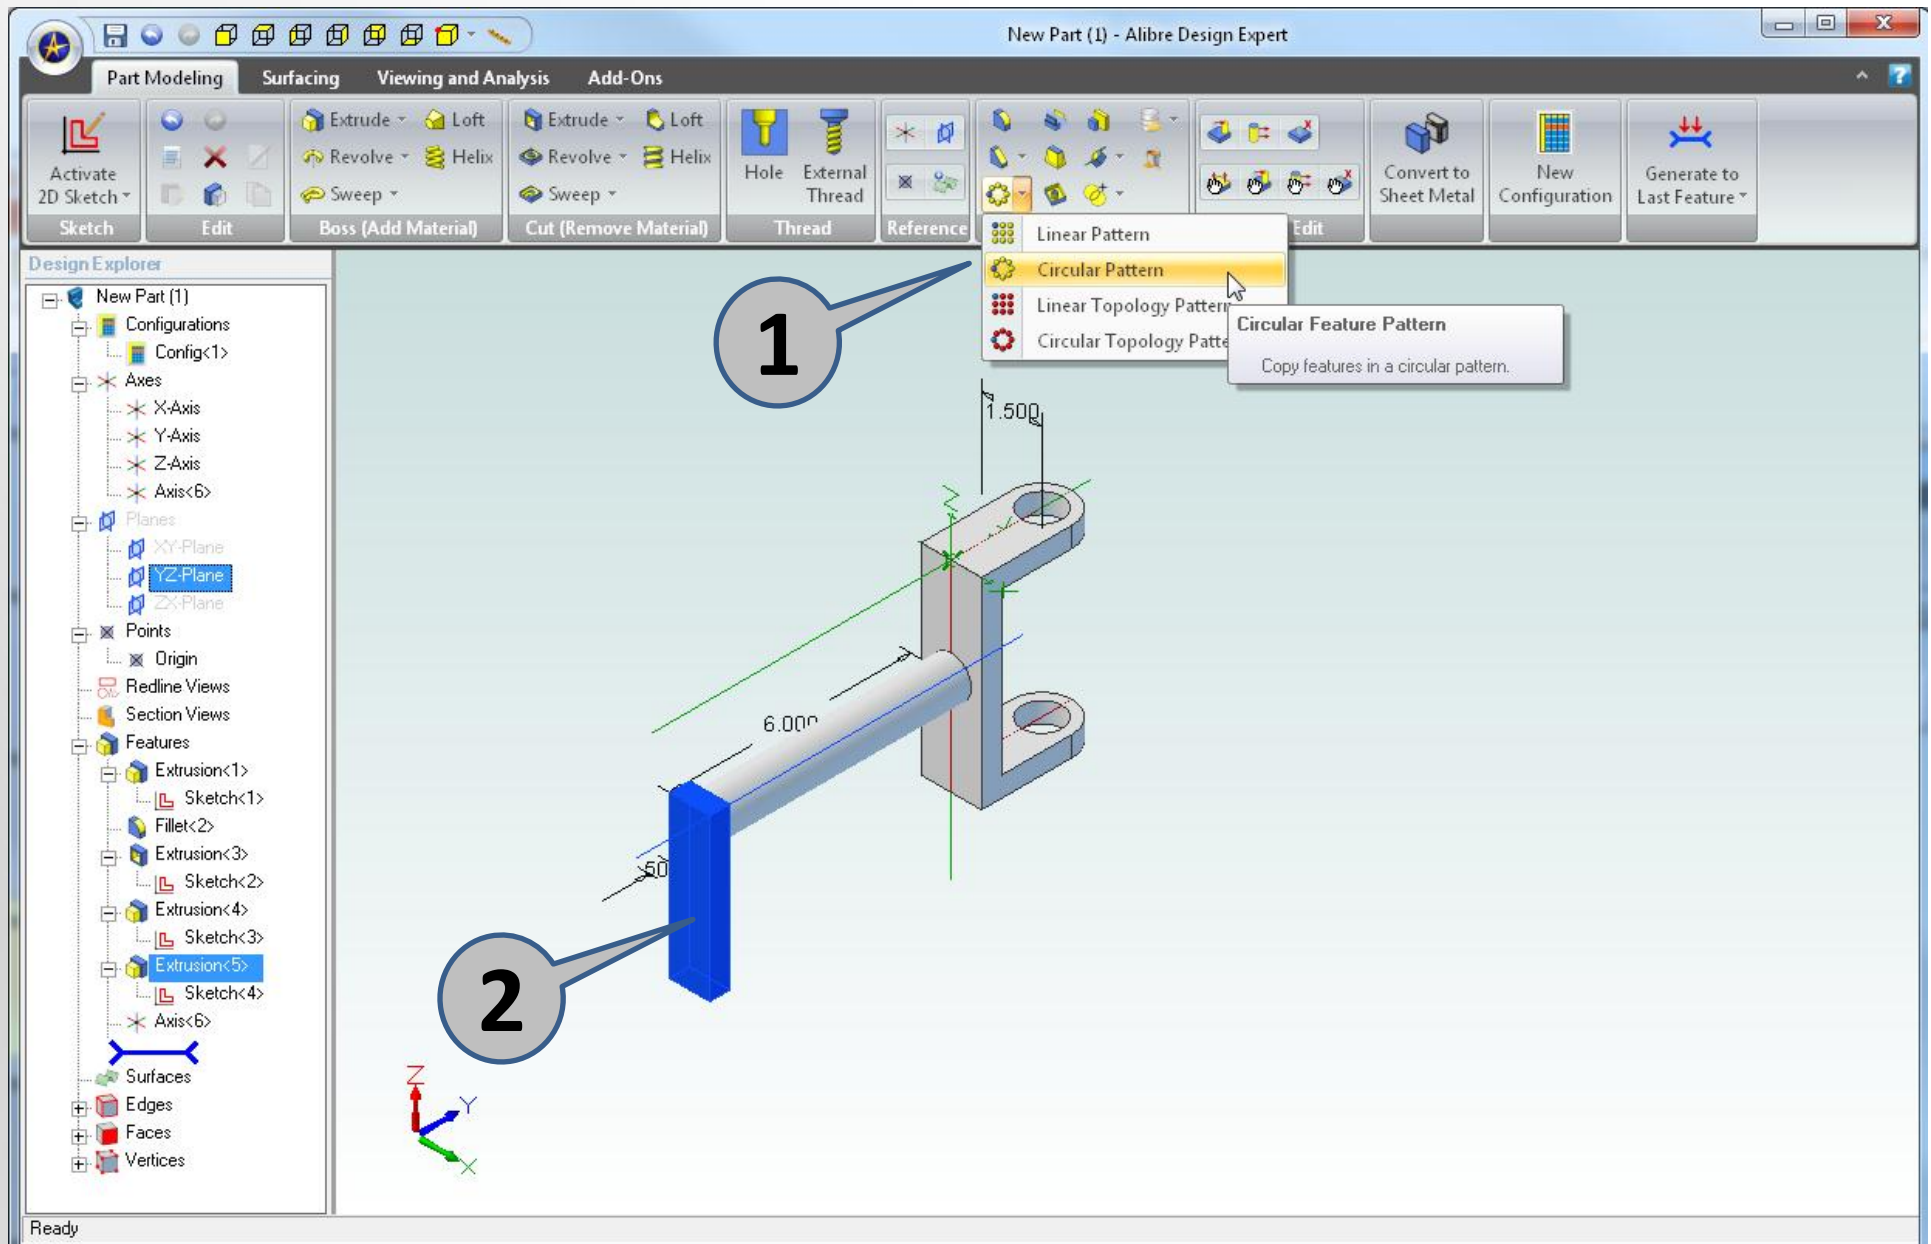 New Part (1) - Alibre Design Expert
Part Modeling Surfacing Viewing and Analysis Add-Ons
Activate 2D Sketch
Sketch
Edit
Extrude Loft
Revolve Helix
Sweep
Boss (Add Material)
Extrude Loft
Revolve Helix
Sweep
Cut (Remove Material)
Hole External Thread
Thread
Reference
Edit
Convert to Sheet Metal
New Configuration
Generate to Last Feature
Linear Pattern
Circular Pattern
Linear Topology Pattern
Circular Topology Patte
Circular Feature Pattern
Copy features in a circular pattern.
Design Explorer
New Part (1)
Configurations
Config<1>
Axes
X-Axis
Y-Axis
Z-Axis
Axis<6>
Planes
XY-Plane
YZ-Plane
ZX-Plane
Points
Origin
Redline Views
Section Views
Features
Extrusion<1>
Sketch<1>
Fillet<2>
Extrusion<3>
Sketch<2>
Extrusion<4>
Sketch<3>
Extrusion<5>
Sketch<4>
Axis<6>
Surfaces
Edges
Faces
Vertices
1
1.500
6.000
50
2
Z
Y
X
Ready